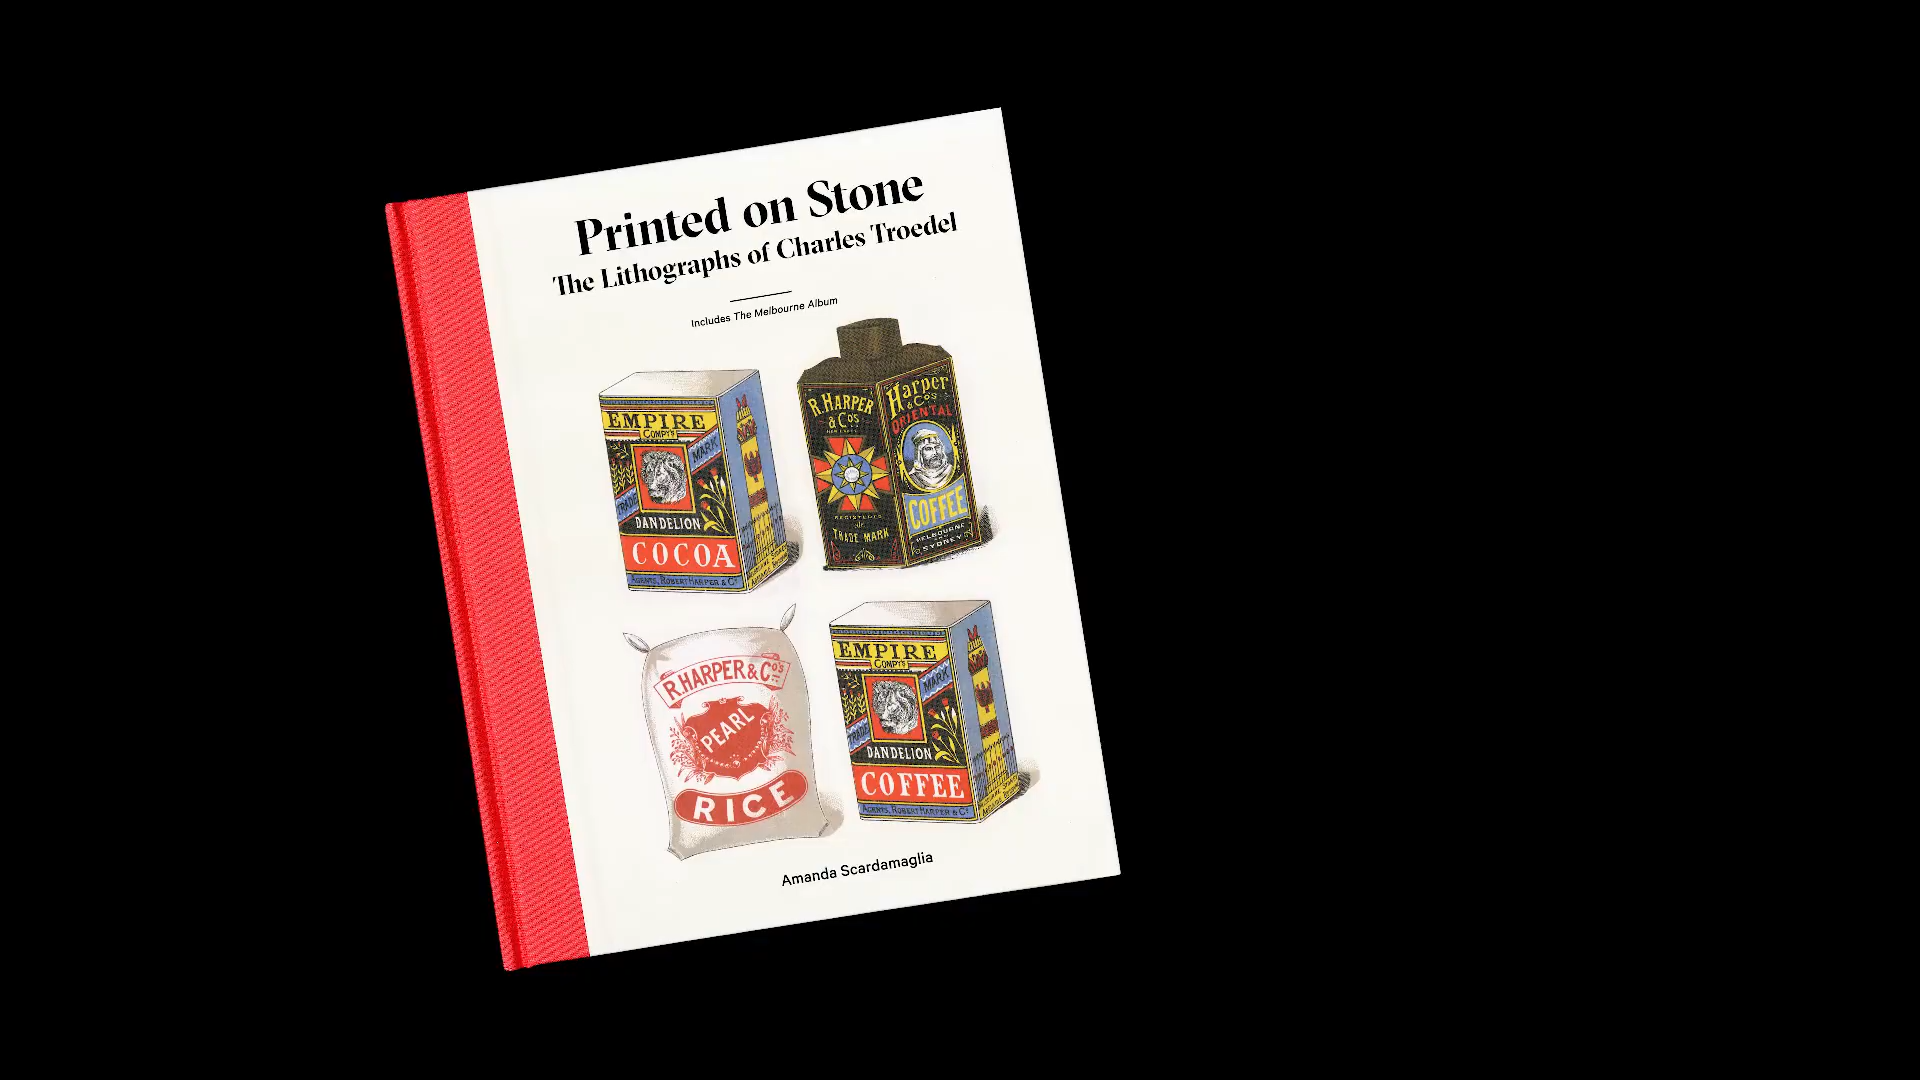 Printed on Stone
The Lithographs of Charles Troedel
Includes The Melbourne Album
EMPIRE
COMPY'S
TRADE
MARK
DANDELION
COCOA
AGENTS, ROBERT HARPER & Co
R. HARPER
& Co's
REGISTERED
TRADE MARK
Harper
& Co's
ORIENTAL
COFFEE
MELBOURNE
SYDNEY
R. HARPER & Co's
PEARL
RICE
EMPIRE
COMPY'S
TRADE
MARK
DANDELION
COFFEE
AGENTS, ROBERT HARPER & Co
Amanda Scardamaglia